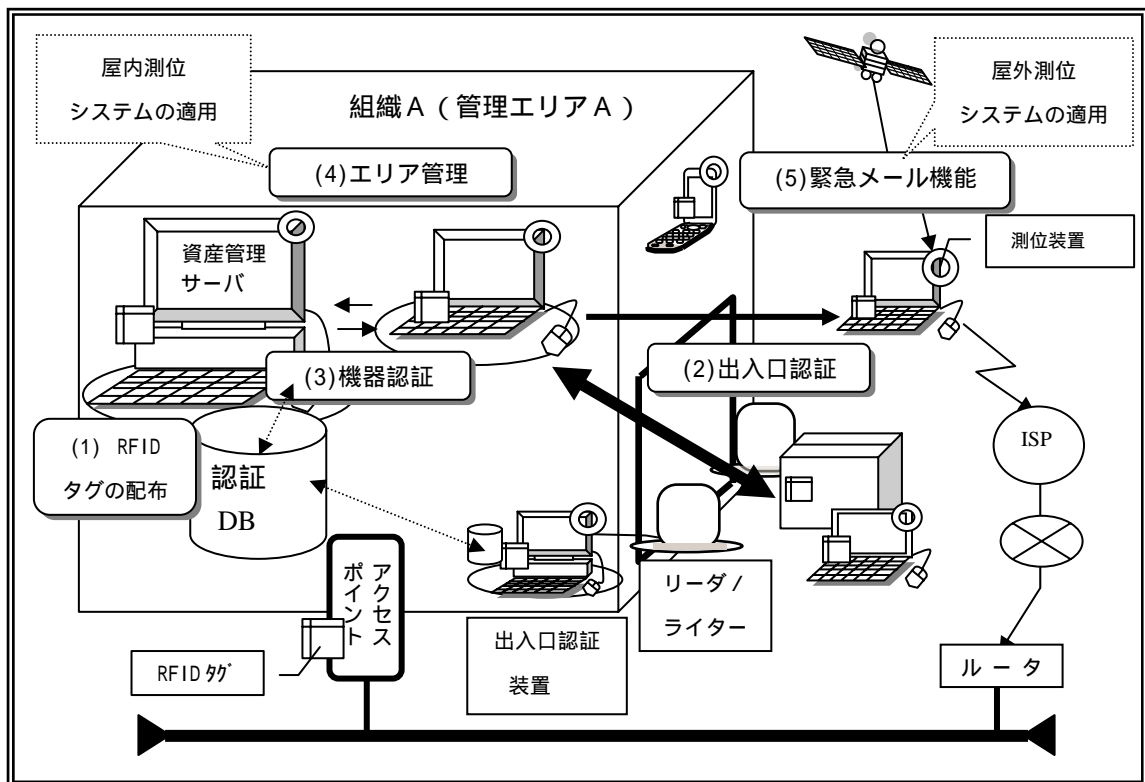 屋内測位
システムの適用
組織A(管理エリアA)
屋外測位
システムの適用
(4)エリア管理
(5)緊急メール機能
測位装置
資産管理
サーバ
(3)機器認証
(2)出入口認証
(1) RFID
タグの配布
認証
DB
ISP
アクセス
ポイント
リーダ/
ライター
出入口認証
装置
RFIDタグ
ルータ